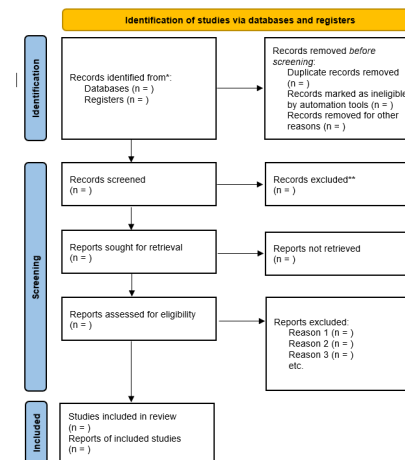 Identification of studies via databases and registers
Identification
Records identified from*:
Databases (n = )
Registers (n = )
Records removed before
screening:
Duplicate records removed
(n = )
Records marked as ineligible
by automation tools (n = )
Records removed for other
reasons (n = )
Screening
Records screened
(n = )
Records excluded**
(n = )
Reports sought for retrieval
(n = )
Reports not retrieved
(n = )
Reports assessed for eligibility
(n = )
Reports excluded:
Reason 1 (n = )
Reason 2 (n = )
Reason 3 (n = )
etc.
Included
Studies included in review
(n = )
Reports of included studies
(n = )